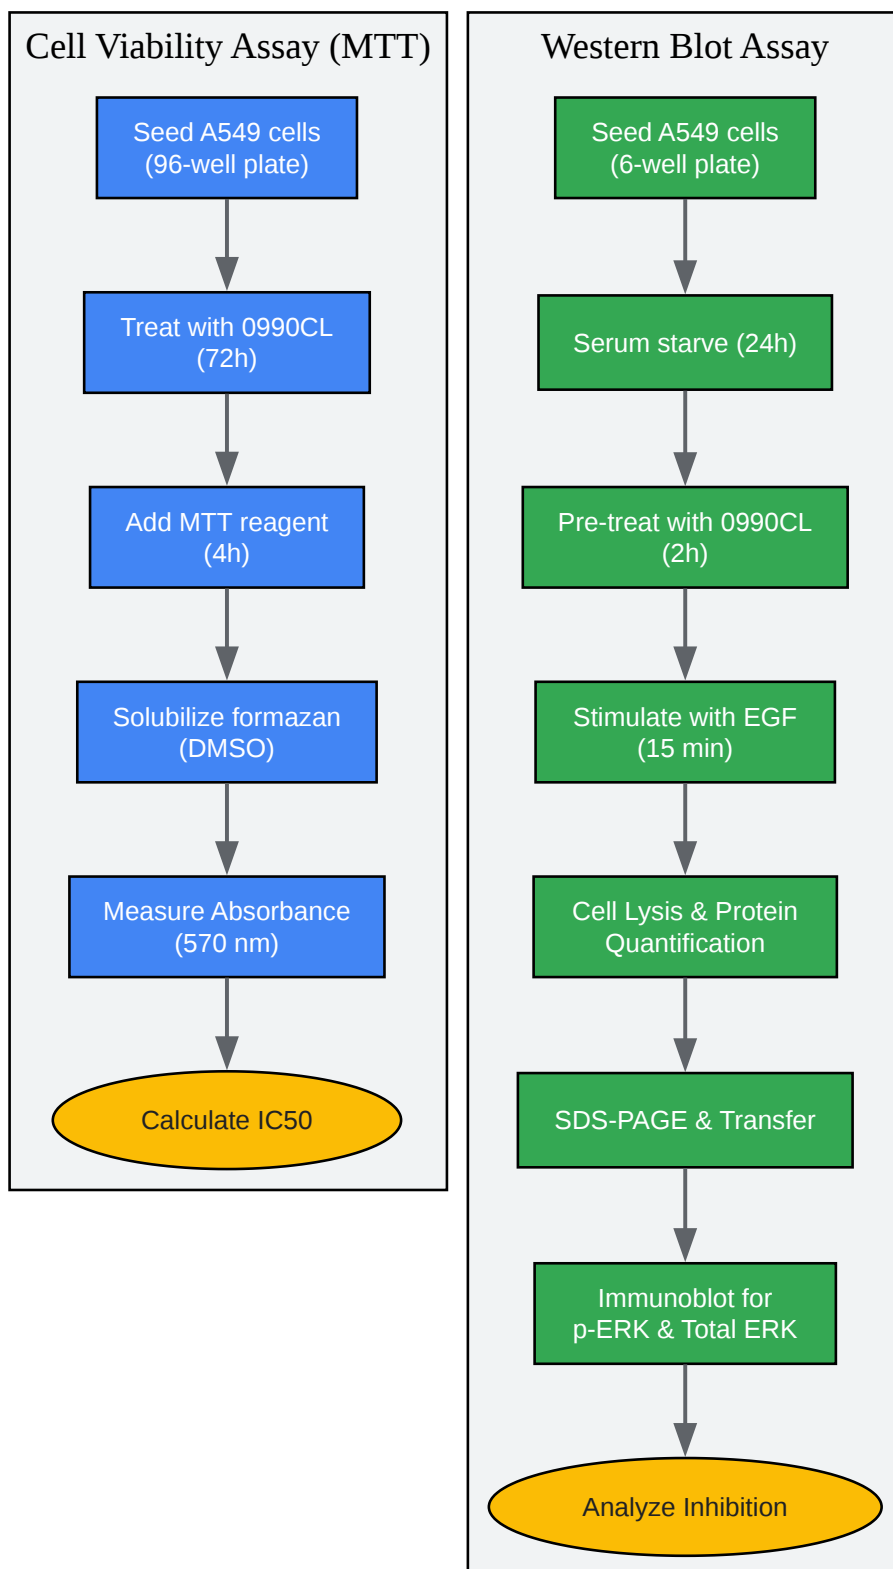 Cell Viability Assay (MTT)
Seed A549 cells
(96-well plate)
Treat with 0990CL
(72h)
Add MTT reagent
(4h)
Solubilize formazan
(DMSO)
Measure Absorbance
(570 nm)
Calculate IC50
Western Blot Assay
Seed A549 cells
(6-well plate)
Serum starve (24h)
Pre-treat with 0990CL
(2h)
Stimulate with EGF
(15 min)
Cell Lysis & Protein
Quantification
SDS-PAGE & Transfer
Immunoblot for
p-ERK & Total ERK
Analyze Inhibition